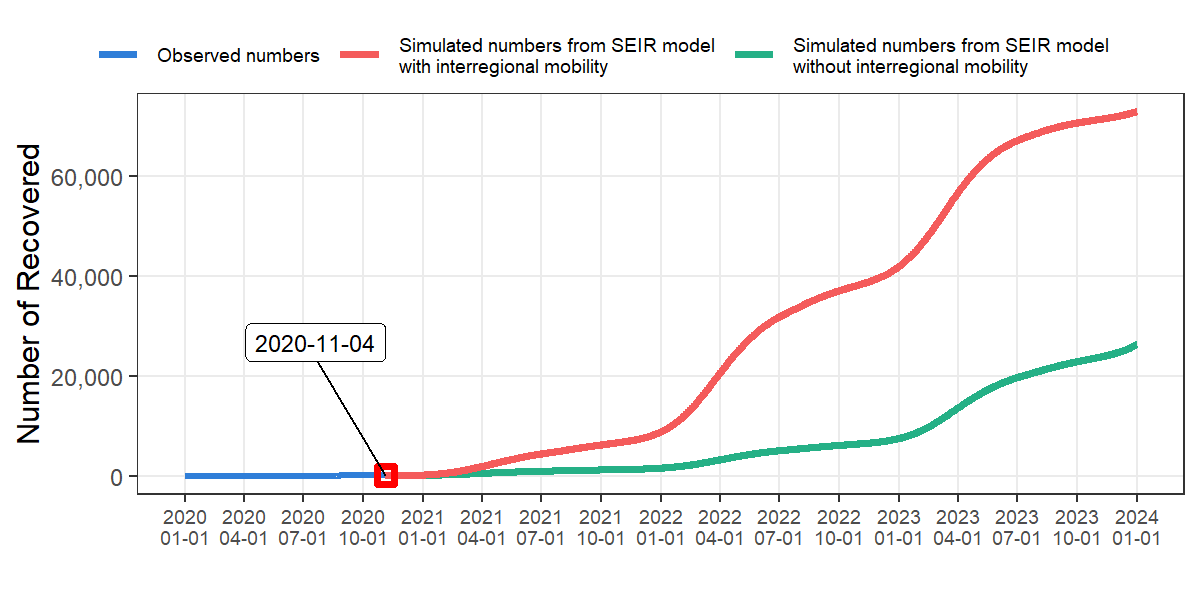 Observed numbers
Simulated numbers from SEIR model
with interregional mobility
Simulated numbers from SEIR model
without interregional mobility
Number of Recovered
60,000
40,000
20,000
0
2020-11-04
2020 2020 2020 2020 2021 2021 2021 2021 2022 2022 2022 2022 2023 2023 2023 2023 2024
01-01 04-01 07-01 10-01 01-01 04-01 07-01 10-01 01-01 04-01 07-01 10-01 01-01 04-01 07-01 10-01 01-01